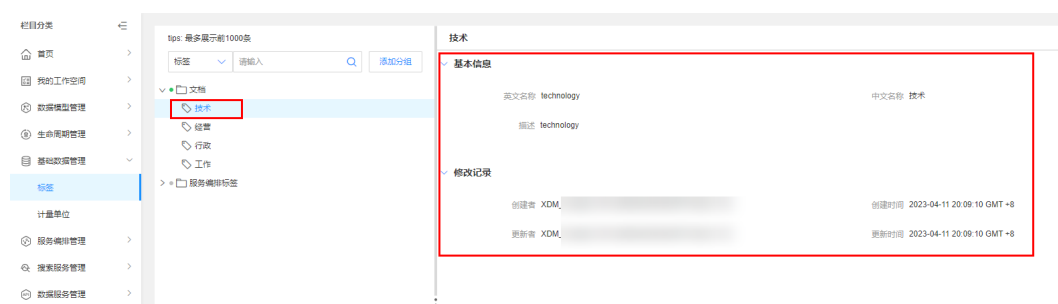 栏目分类
首页
我的工作空间
数据模型管理
生命周期管理
基础数据管理
标签
计量单位
服务编排管理
搜索服务管理
数据服务管理
tips: 最多展示前1000条
标签 请输入 添加分组
文档
技术
经营
行政
工作
服务编排标签
技术
基本信息
英文名称 technology 中文名称 技术
描述 technology
修改记录
创建者 XDM_ 创建时间 2023-04-11 20:09:10 GMT +8
更新者 XDM_ 更新时间 2023-04-11 20:09:10 GMT +8